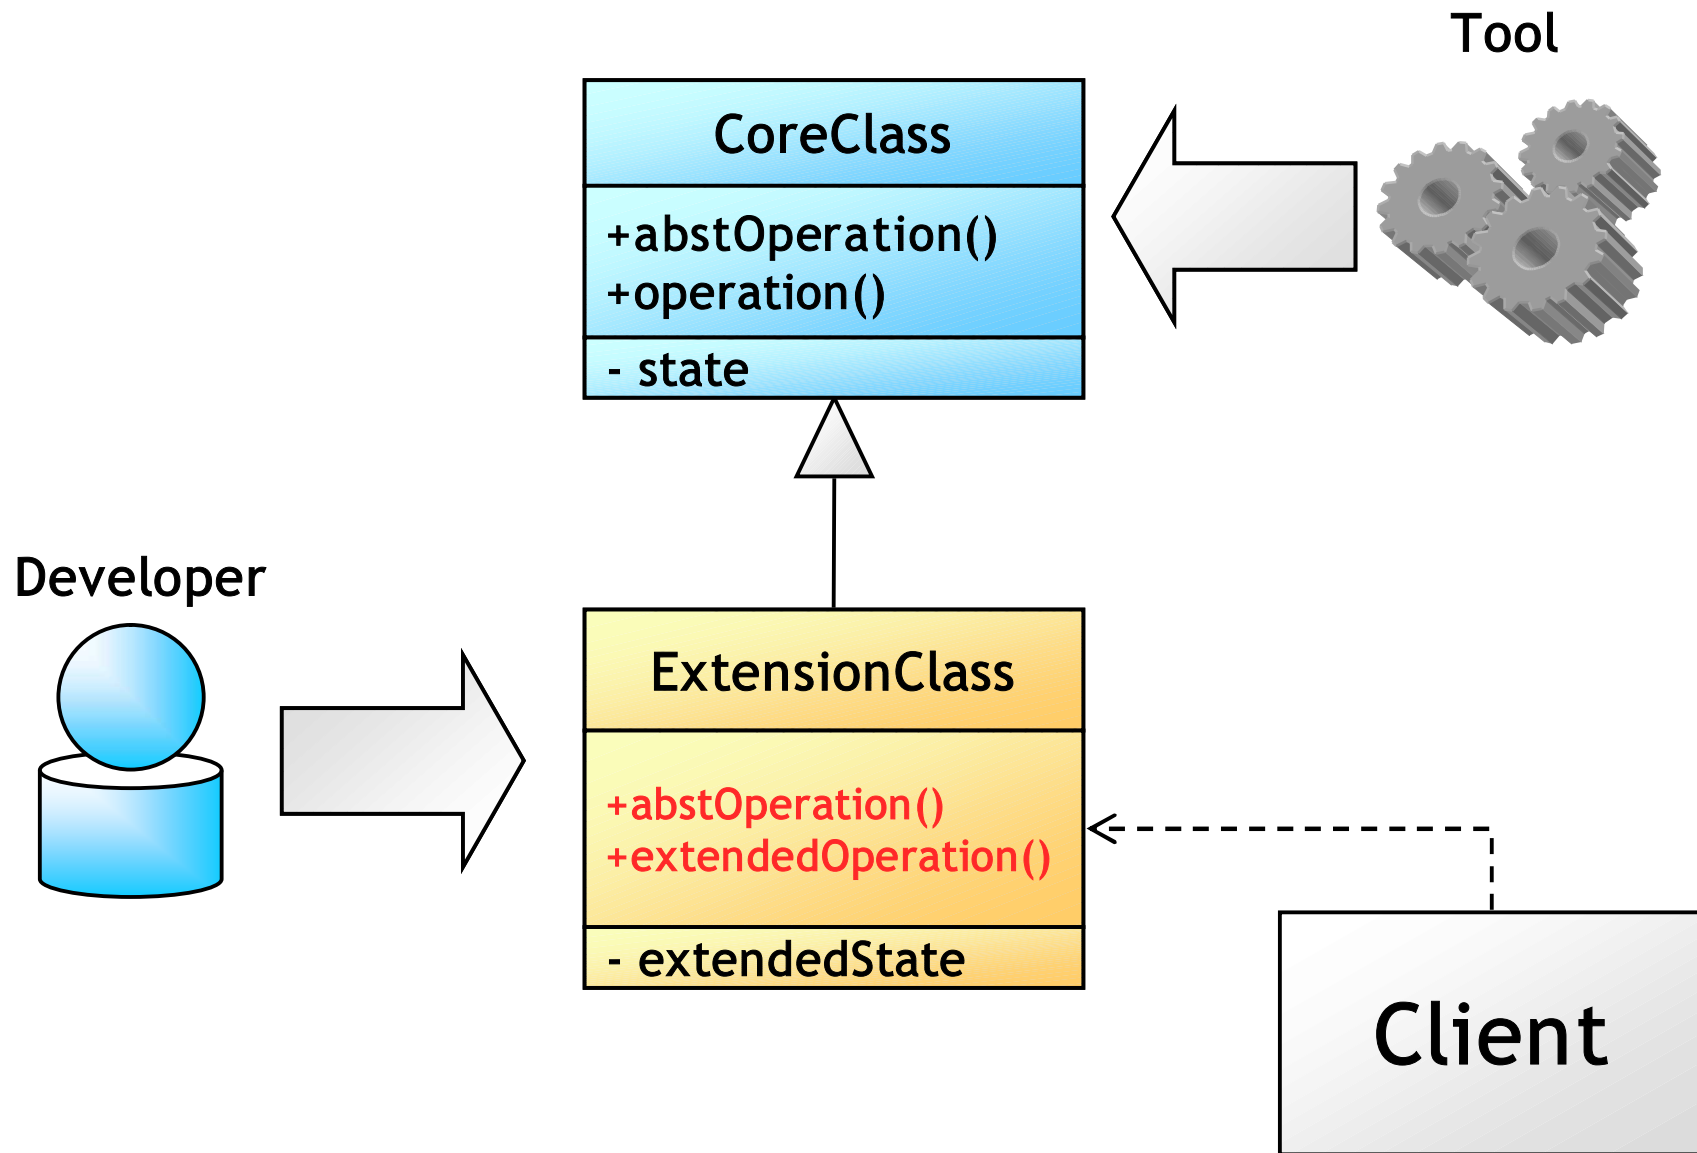 Tool
CoreClass
+abstOperation()
+operation()
- state
Developer
ExtensionClass
+abstOperation()
+extendedOperation()
- extendedState
Client